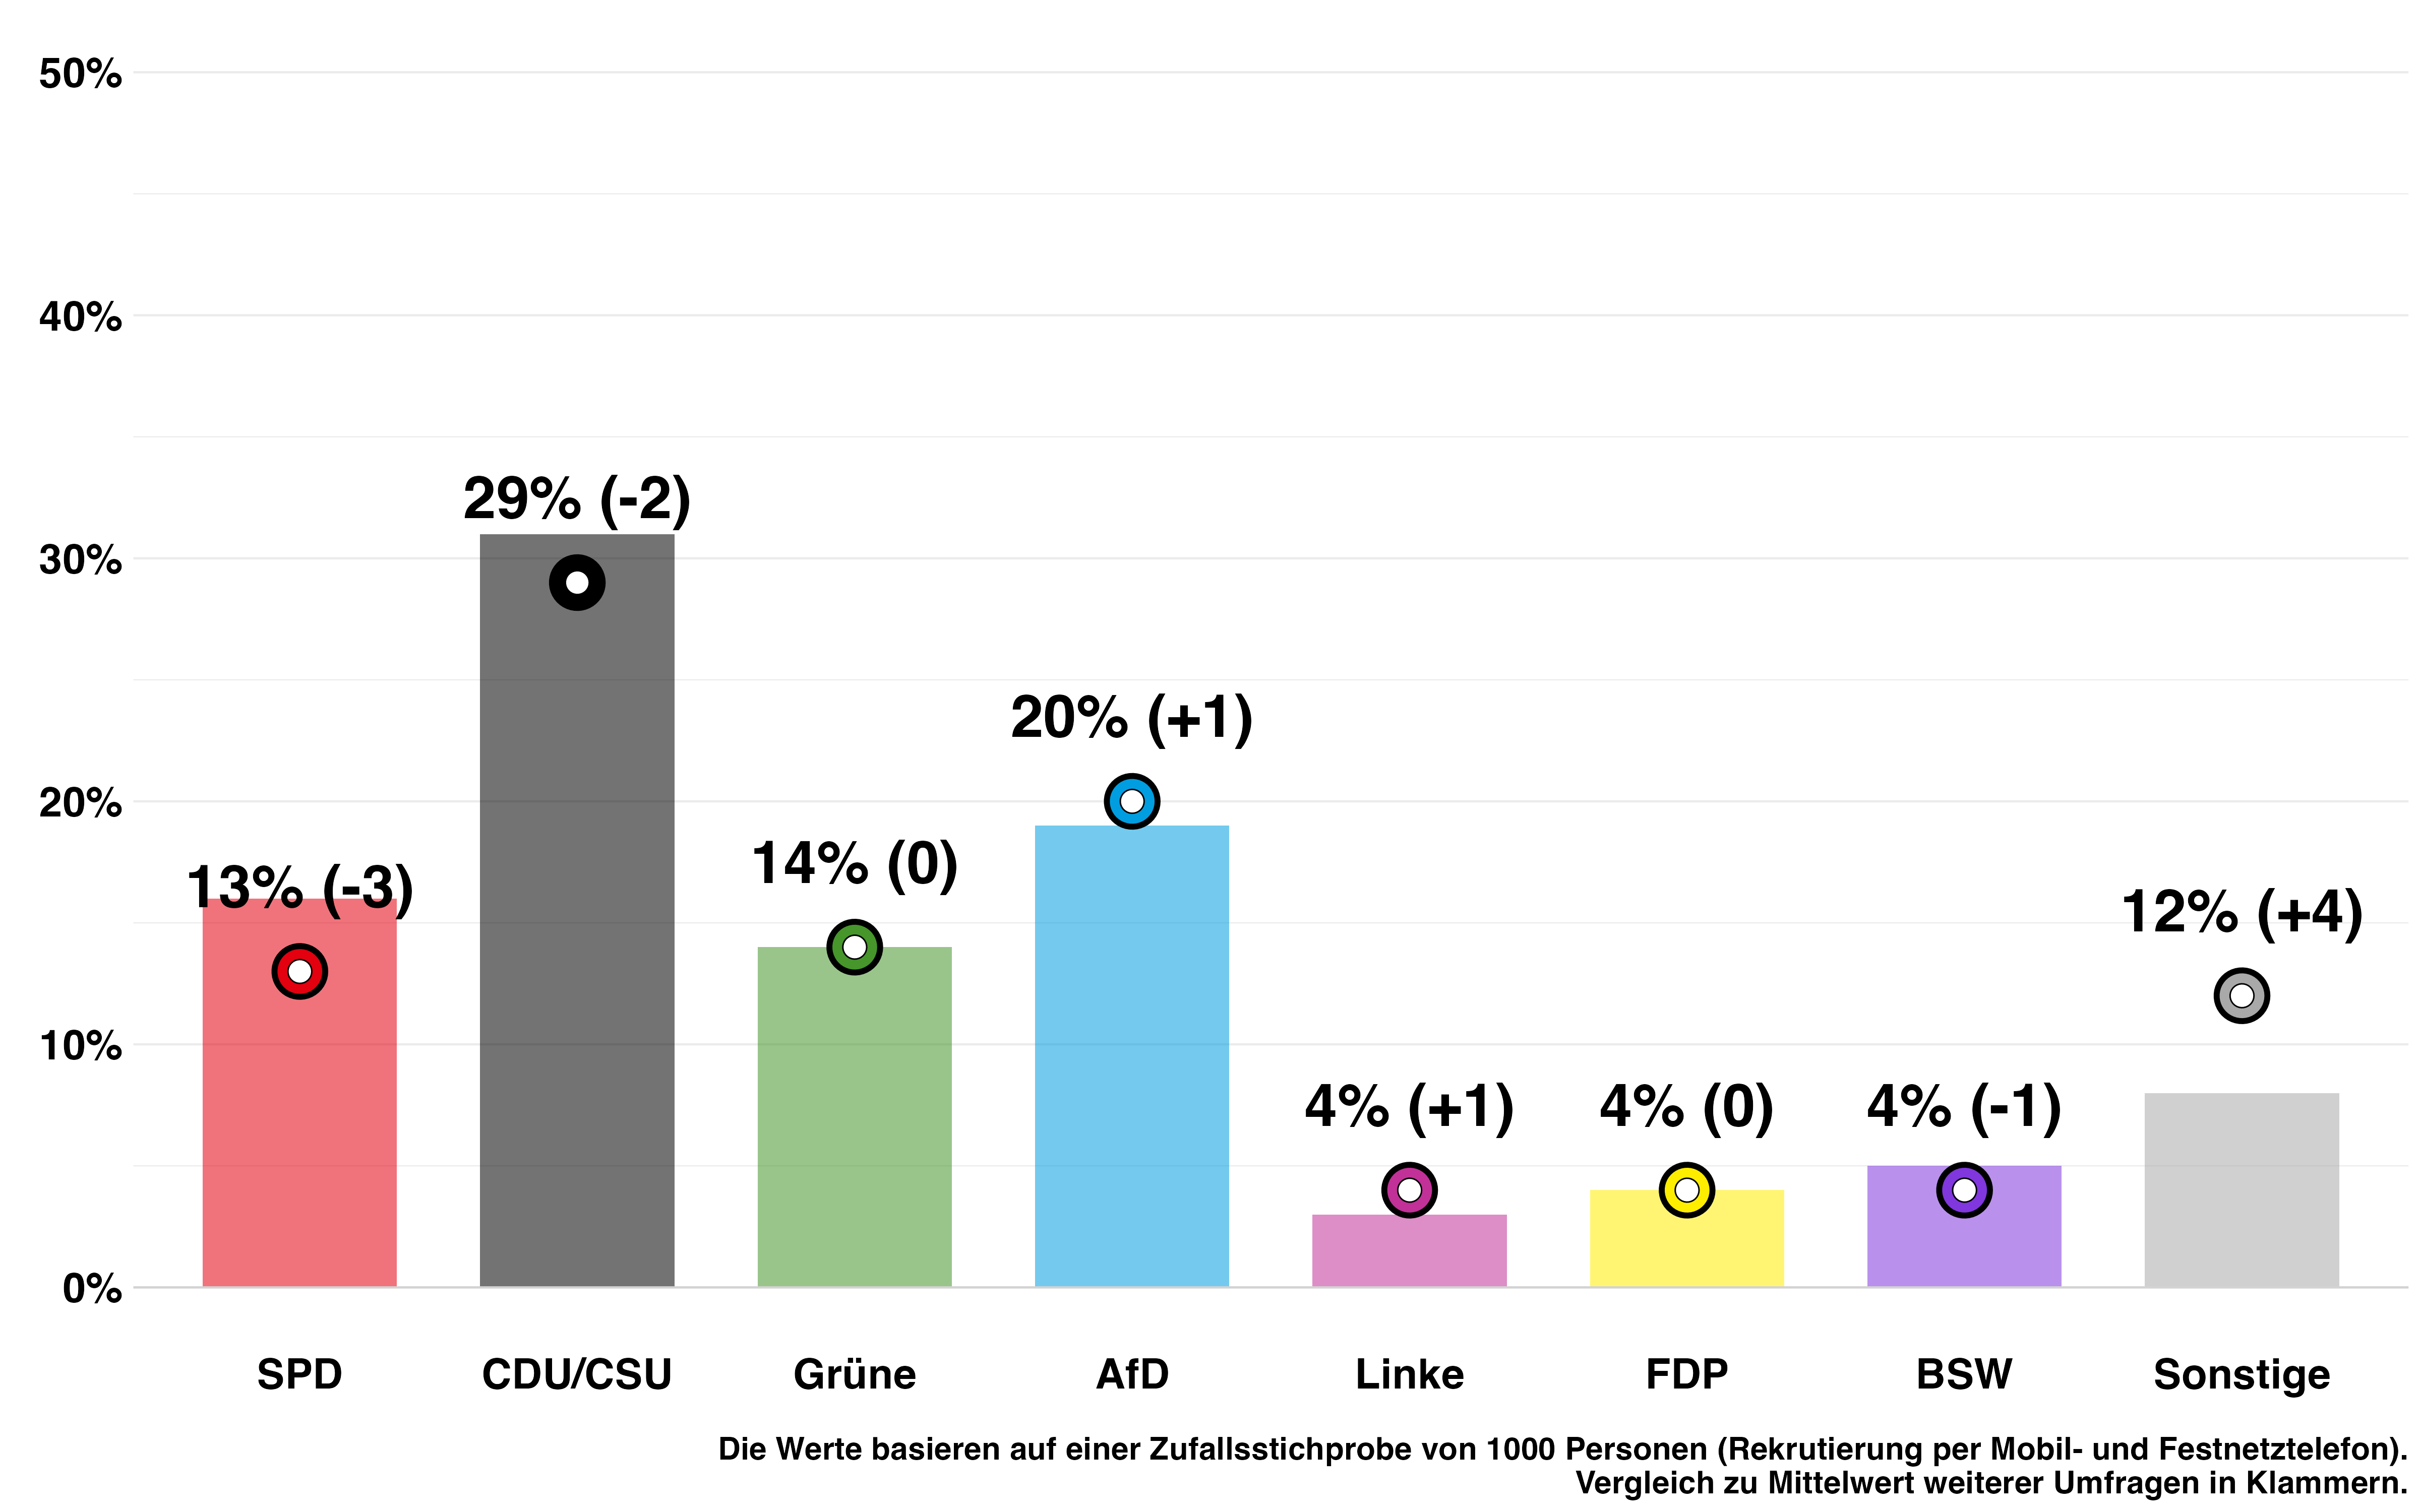 50%
40%
30%
20%
10%
0%
13% (-3)
29% (-2)
14% (0)
20% (+1)
4% (+1)
4% (0)
4% (-1)
12% (+4)
SPD
CDU/CSU
Grüne
AfD
Linke
FDP
BSW
Sonstige
Die Werte basieren auf einer Zufallsstichprobe von 1000 Personen (Rekrutierung per Mobil- und Festnetztelefon).
Vergleich zu Mittelwert weiterer Umfragen in Klammern.